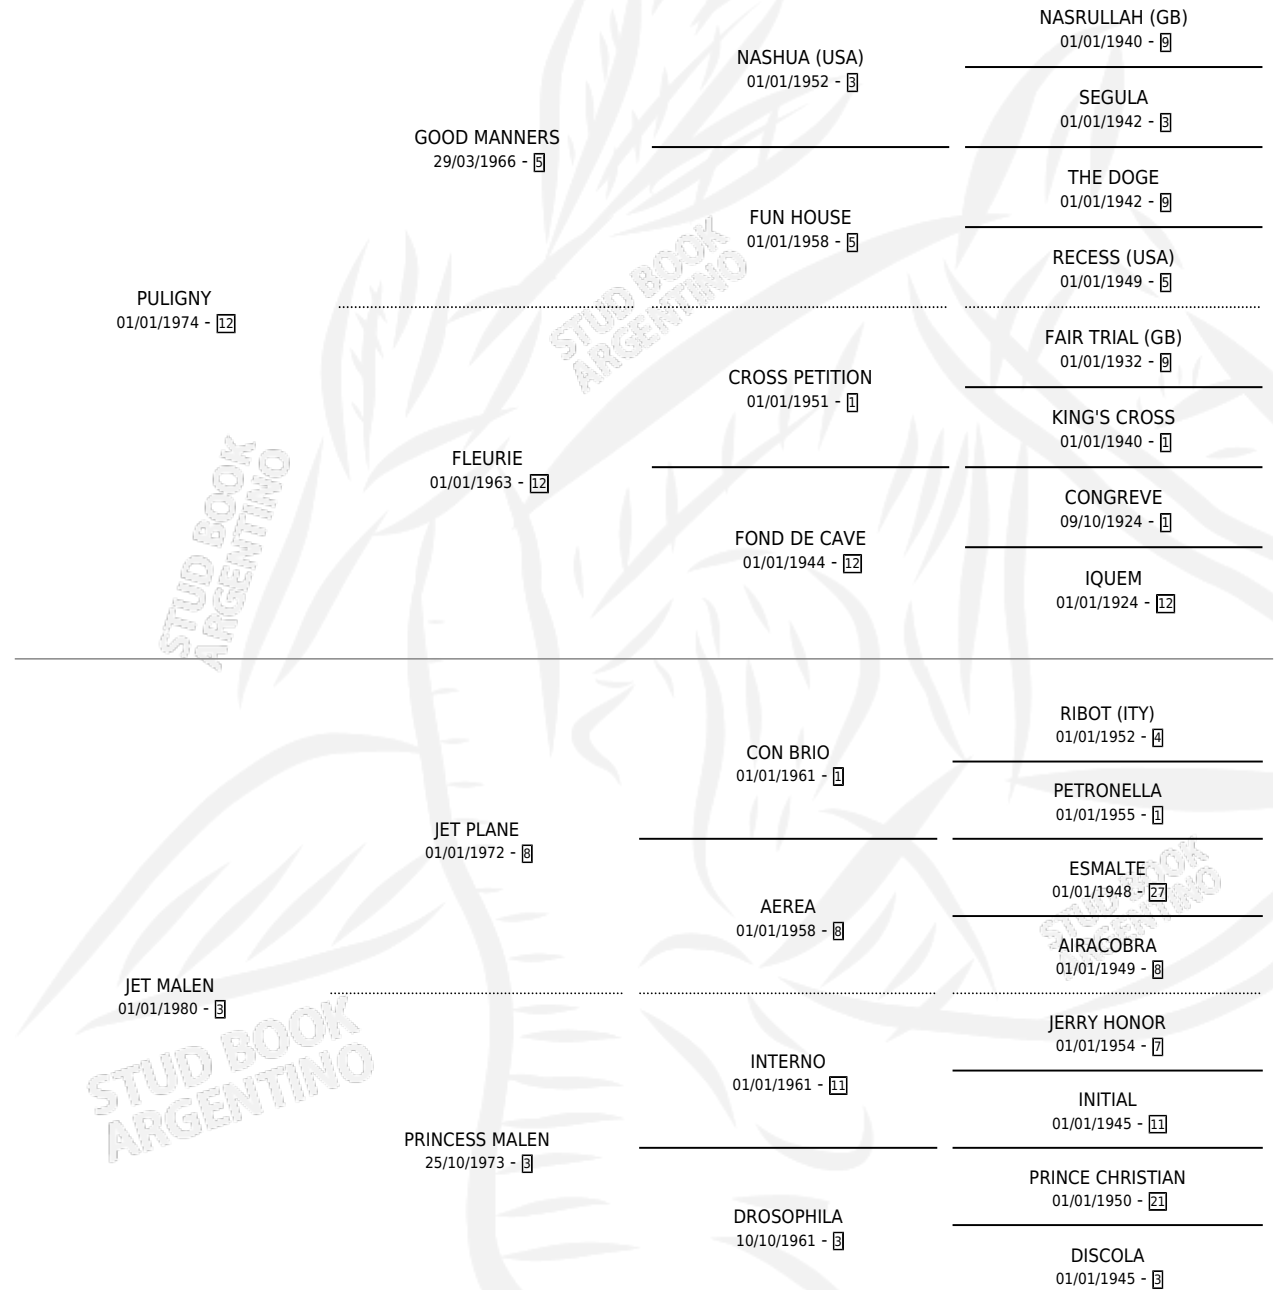 NASRULLAH (GB)
01/01/1940 - 9
NASHUA (USA)
01/01/1952 - 3
SEGULA
01/01/1942 - 3
GOOD MANNERS
29/03/1966 - 5
THE DOGE
01/01/1942 - 9
FUN HOUSE
01/01/1958 - 5
RECESS (USA)
01/01/1949 - 5
PULIGNY
01/01/1974 - 12
STUD BOOK
ARGENTINO
FAIR TRIAL (GB)
01/01/1932 - 9
CROSS PETITION
01/01/1951 - 1
KING'S CROSS
01/01/1940 - 1
FLEURIE
01/01/1963 - 12
CONGREVE
09/10/1924 - 1
FOND DE CAVE
01/01/1944 - 12
IQUEM
01/01/1924 - 12
STUD BOOK
ARGENTINO
RIBOT (ITY)
01/01/1952 - 4
CON BRIO
01/01/1961 - 1
PETRONELLA
01/01/1955 - 1
JET PLANE
01/01/1972 - 8
ESMALTE
01/01/1948 - 27
AEREA
01/01/1958 - 8
AIRACOBRA
01/01/1949 - 8
STUD BOOK
ARGENTINO
JET MALEN
01/01/1980 - 3
JERRY HONOR
01/01/1954 - 7
INTERNO
01/01/1961 - 11
INITIAL
01/01/1945 - 11
PRINCESS MALEN
25/10/1973 - 3
PRINCE CHRISTIAN
01/01/1950 - 21
DROSOPHILA
10/10/1961 - 3
DISCOLA
01/01/1945 - 3
STUD BOOK
ARGENTINO